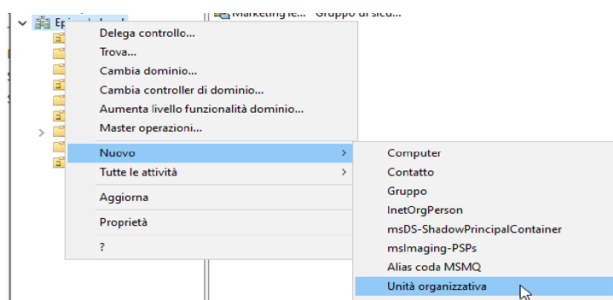 Delega controllo...
Trova...
Cambia dominio...
Cambia controller di dominio...
Aumenta livello funzionalità dominio...
Master operazioni...
Nuovo
Tutte le attività
Aggiorna
Proprietà
?
Computer
Contatto
Gruppo
InetOrgPerson
msDS-ShadowPrincipalContainer
msImaging-PSPs
Alias coda MSMQ
Unità organizzativa